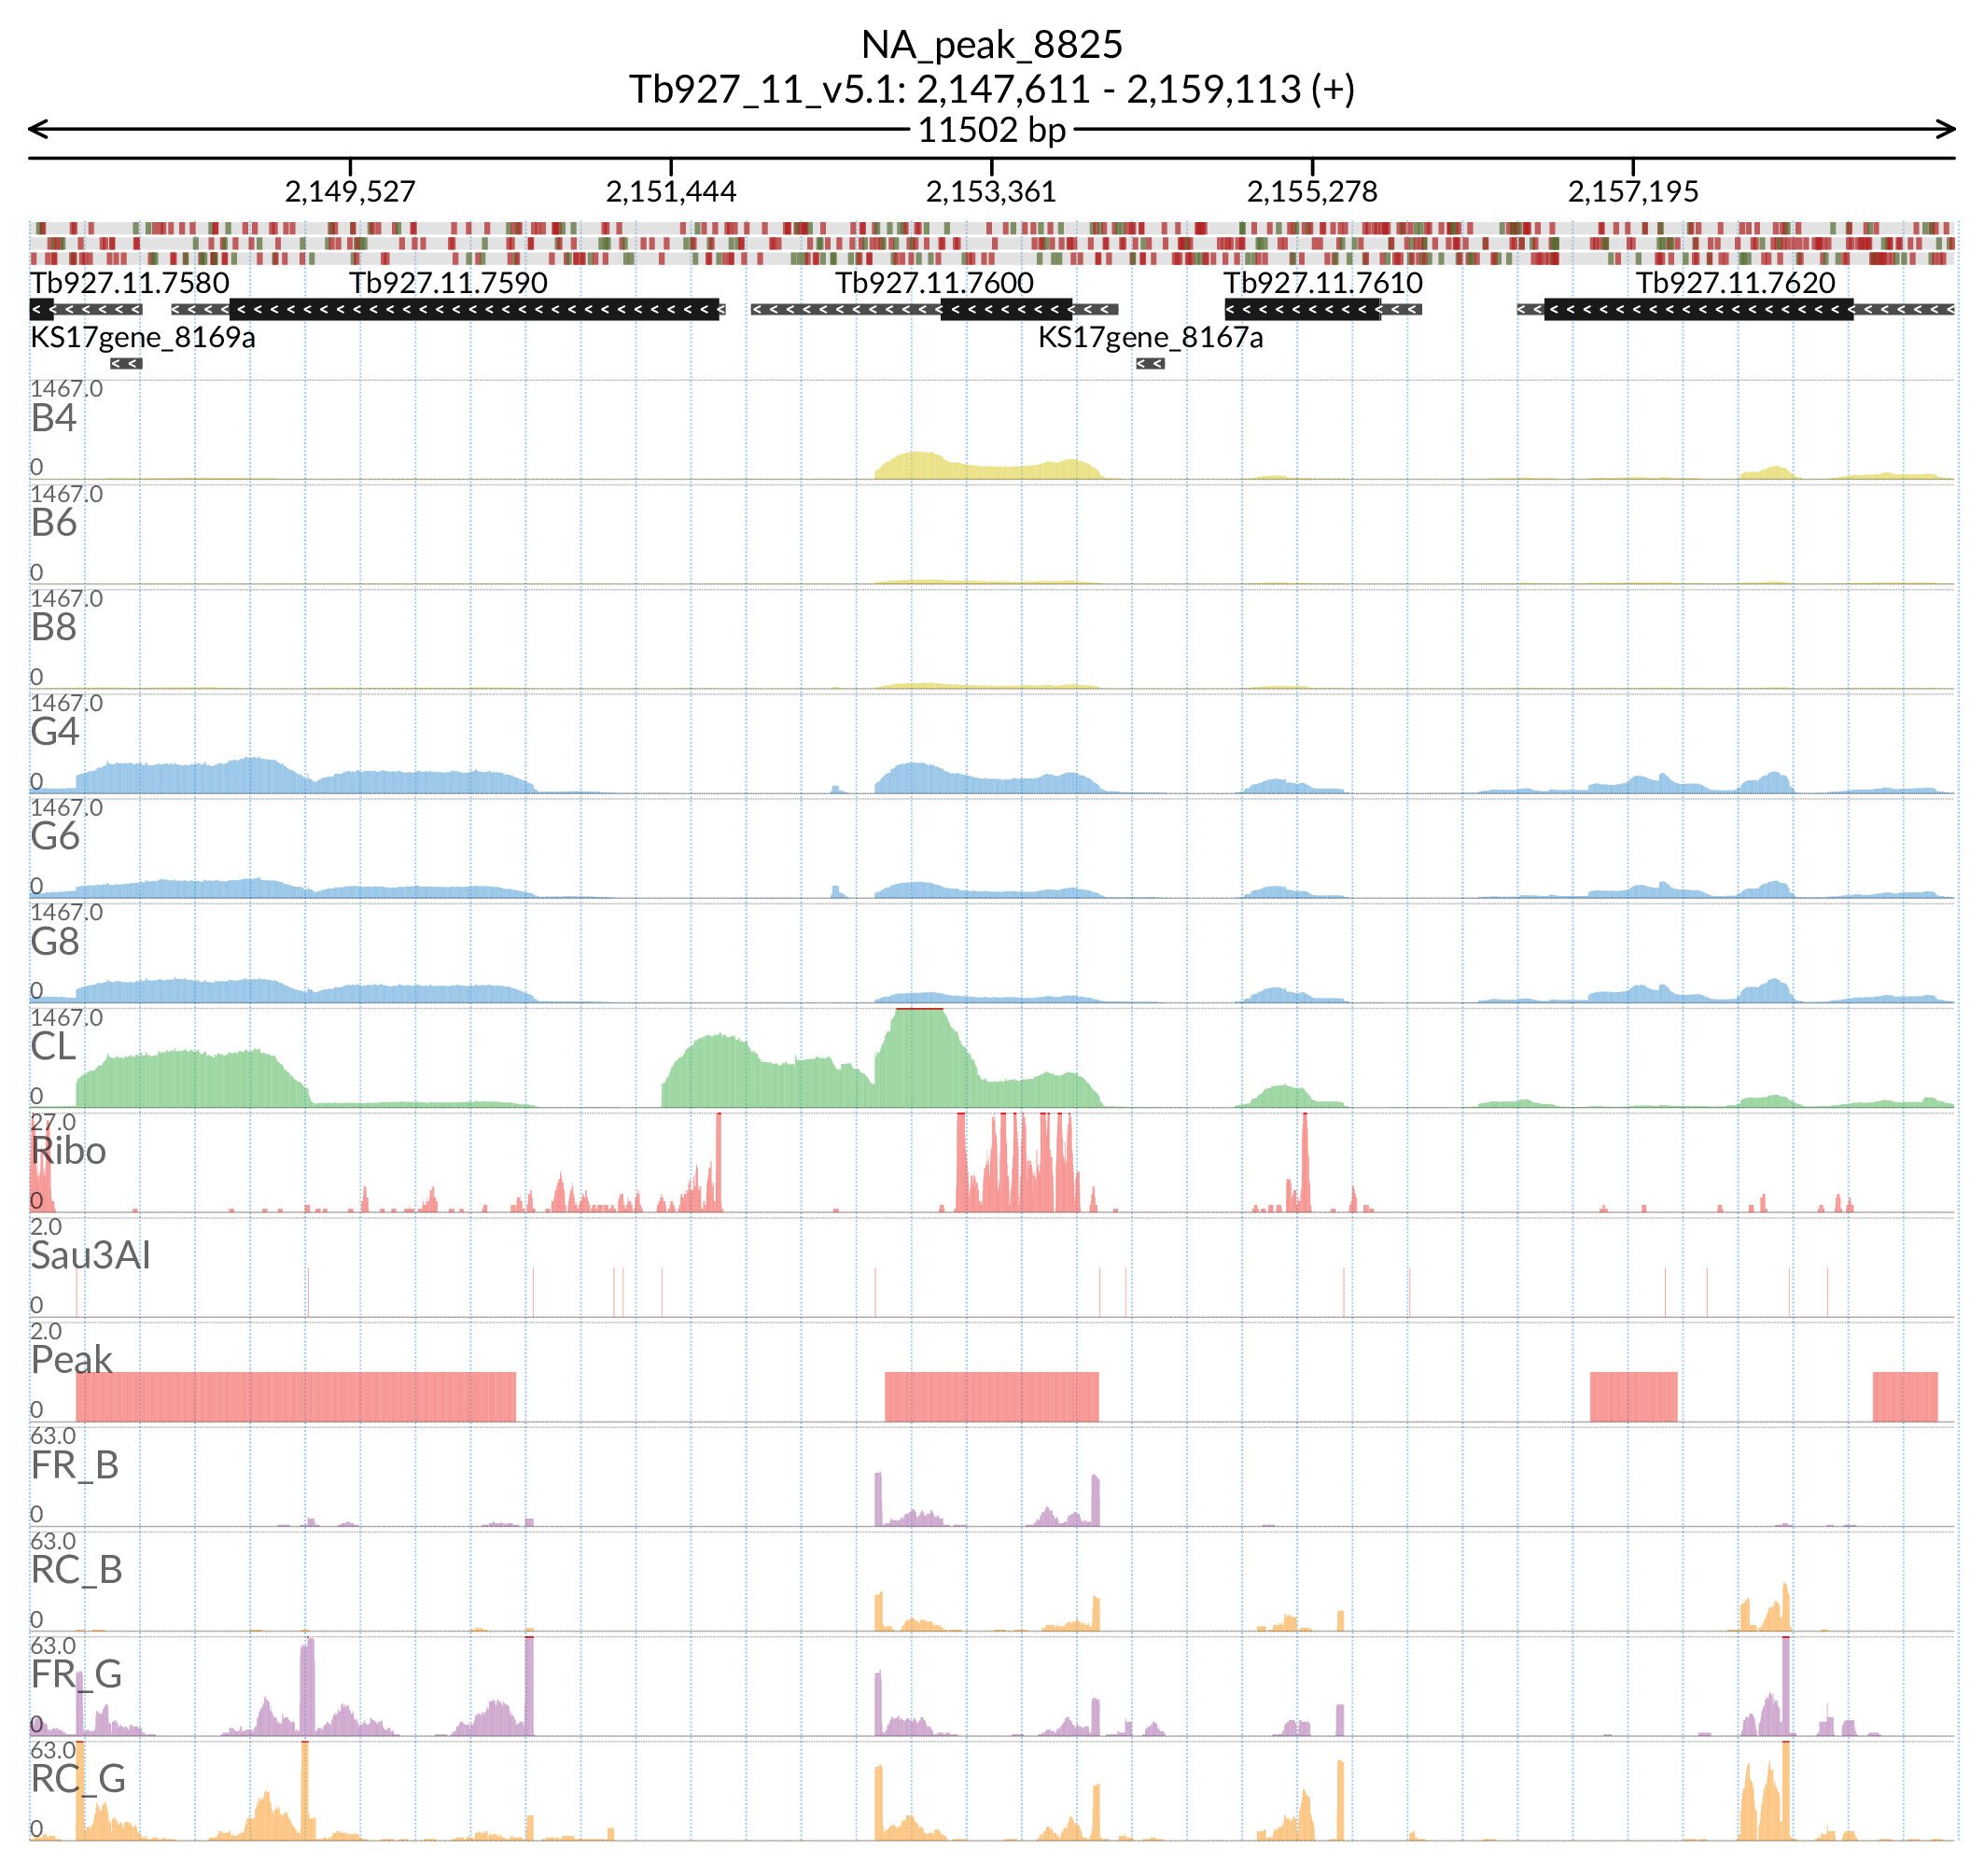 NA_peak_8825
Tb927_11_v5.1: 2,147,611 - 2,159,113 (+)
11502 bp
2,149,527 2,151,444 2,153,361 2,155,278 2,157,195
Tb927.11.7580 Tb927.11.7590 Tb927.11.7600 Tb927.11.7610 Tb927.11.7620
KS17gene_8169a KS17gene_8167a
1467.0
B4
0
1467.0
B6
0
1467.0
B8
0
1467.0
G4
0
1467.0
G6
0
1467.0
G8
0
1467.0
CL
0
27.0
Ribo
0
2.0
Sau3AI
0
2.0
Peak
0
63.0
FR_B
0
63.0
RC_B
0
63.0
FR_G
0
63.0
RC_G
0